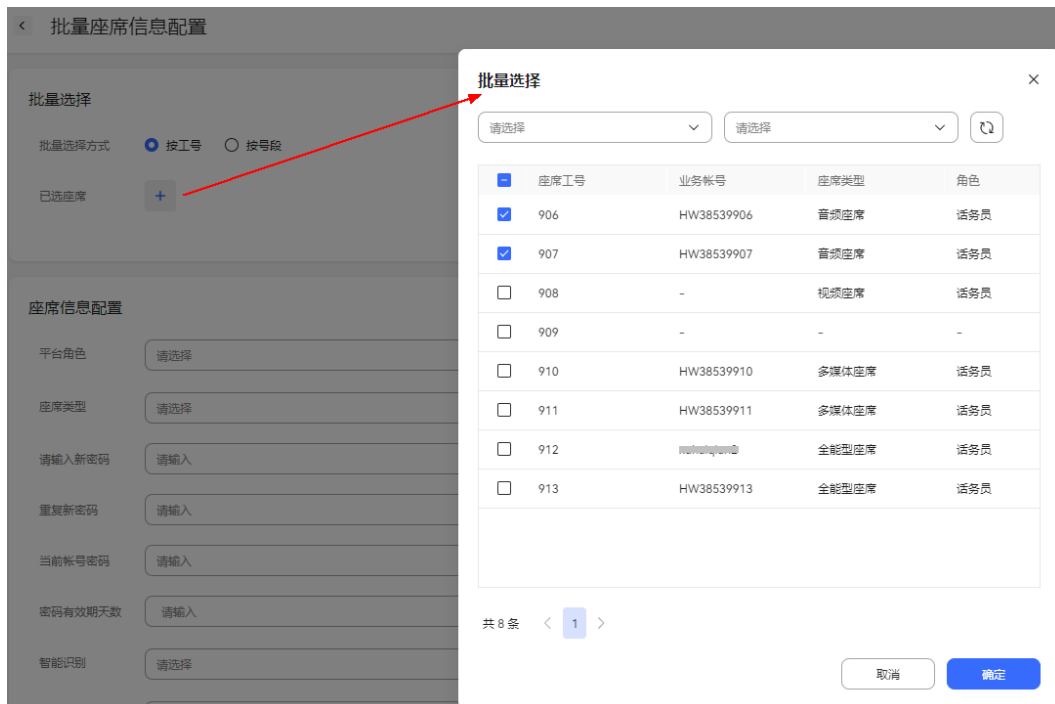 批量座席信息配置
批量选择
批量选择方式 按工号 按号段
已选座席
座席信息配置
平台角色 请选择
座席类型 请选择
请输入新密码 请输入
重复新密码 请输入
当前帐号密码 请输入
密码有效期天数 请输入
智能识别 请选择
批量选择
请选择 请选择
座席工号 业务帐号 座席类型 角色
906 HW38539906 音频座席 话务员
907 HW38539907 音频座席 话务员
908 - 视频座席 话务员
909 - - -
910 HW38539910 多媒体座席 话务员
911 HW38539911 多媒体座席 话务员
912 全能型座席 话务员
913 HW38539913 全能型座席 话务员
共 8 条 1
取消 确定